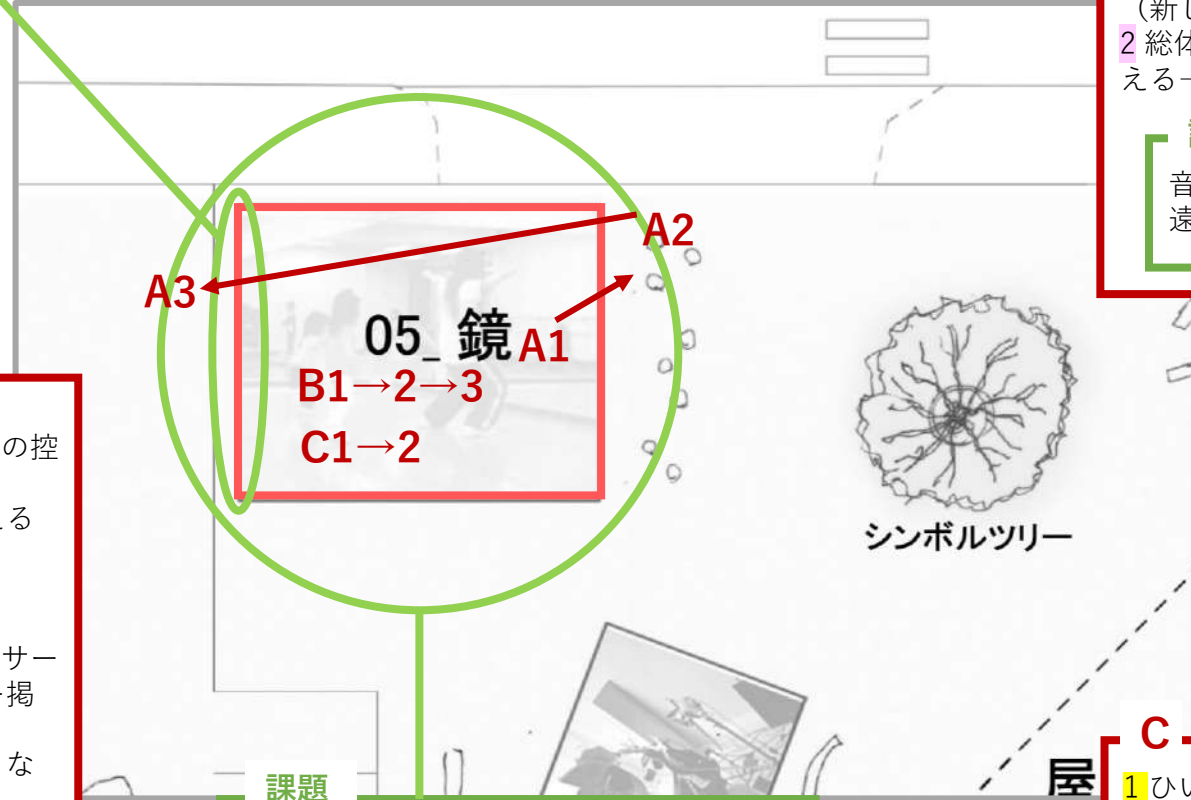 （新し
2 総体
える
音
遠
A2
A3
05_ 鏡
A1
B1→2→3
C1→2
の控
る
シンボルツリー
サー
掲
な
課題
屋
C
1 ひい